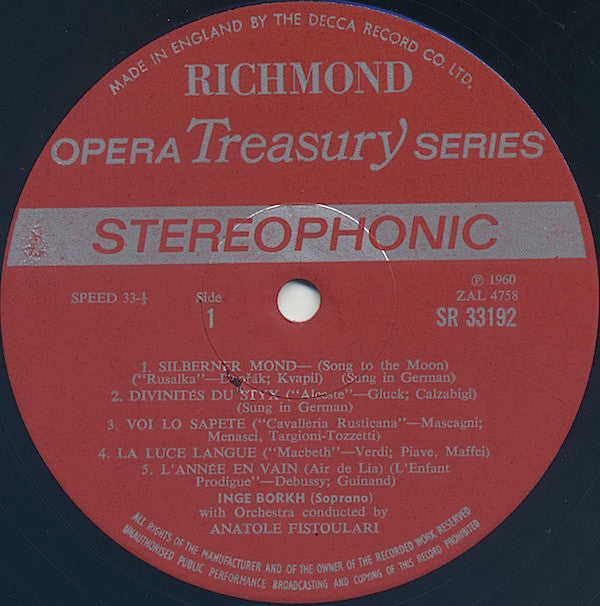 MADE IN ENGLAND BY THE DECCA RECORD CO. LTD.
RICHMOND
OPERA Treasury SERIES
STEREOPHONIC
SPEED 33-⅓
Side
1
℗ 1960
ZAL 4758
SR 33192
1. SILBERNER MOND— (Song to the Moon)
("Rusalka"—Dvořák; Kvapil) (Sung in German)
2. DIVINITÉS DU STYX ("Alceste"—Gluck; Calzabigi)
(Sung in German)
3. VOI LO SAPETE ("Cavalleria Rusticana"—Mascagni;
Menasci, Targioni-Tozzetti)
4. LA LUCE LANGUE ("Macbeth"—Verdi; Piave, Maffei)
5. L'ANNÉE EN VAIN (Air de Lia) (L'Enfant
Prodigue"—Debussy; Guinand)
INGE BORKH (Soprano)
with Orchestra conducted by
ANATOLE FISTOULARI
ALL RIGHTS OF THE MANUFACTURER AND OF THE OWNER OF THE RECORDED WORK RESERVED
UNAUTHORISED PUBLIC PERFORMANCE BROADCASTING AND COPYING OF THIS RECORD PROHIBITED